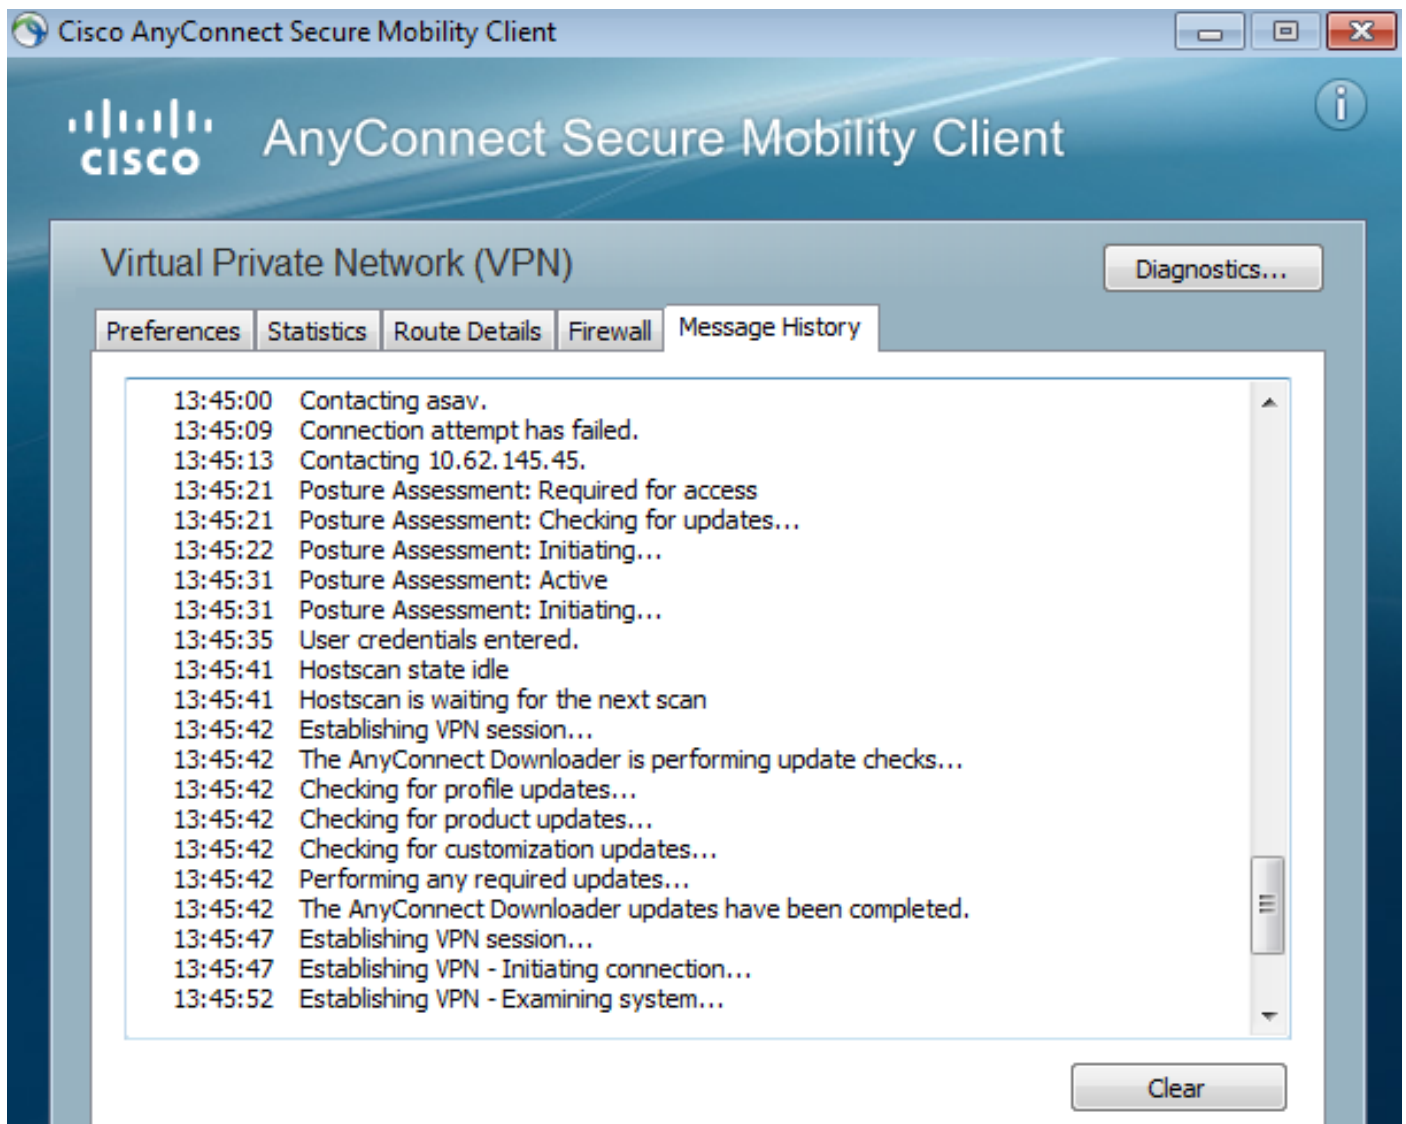 Cisco AnyConnect Secure Mobility Client
CISCO AnyConnect Secure Mobility Client
Virtual Private Network (VPN)
Diagnostics...
Preferences Statistics Route Details Firewall Message History
13:45:00 Contacting asav.
13:45:09 Connection attempt has failed.
13:45:13 Contacting 10.62.145.45.
13:45:21 Posture Assessment: Required for access
13:45:21 Posture Assessment: Checking for updates...
13:45:22 Posture Assessment: Initiating...
13:45:31 Posture Assessment: Active
13:45:31 Posture Assessment: Initiating...
13:45:35 User credentials entered.
13:45:41 Hostscan state idle
13:45:41 Hostscan is waiting for the next scan
13:45:42 Establishing VPN session...
13:45:42 The AnyConnect Downloader is performing update checks...
13:45:42 Checking for profile updates...
13:45:42 Checking for product updates...
13:45:42 Checking for customization updates...
13:45:42 Performing any required updates...
13:45:42 The AnyConnect Downloader updates have been completed.
13:45:47 Establishing VPN session...
13:45:47 Establishing VPN - Initiating connection...
13:45:52 Establishing VPN - Examining system...
Clear